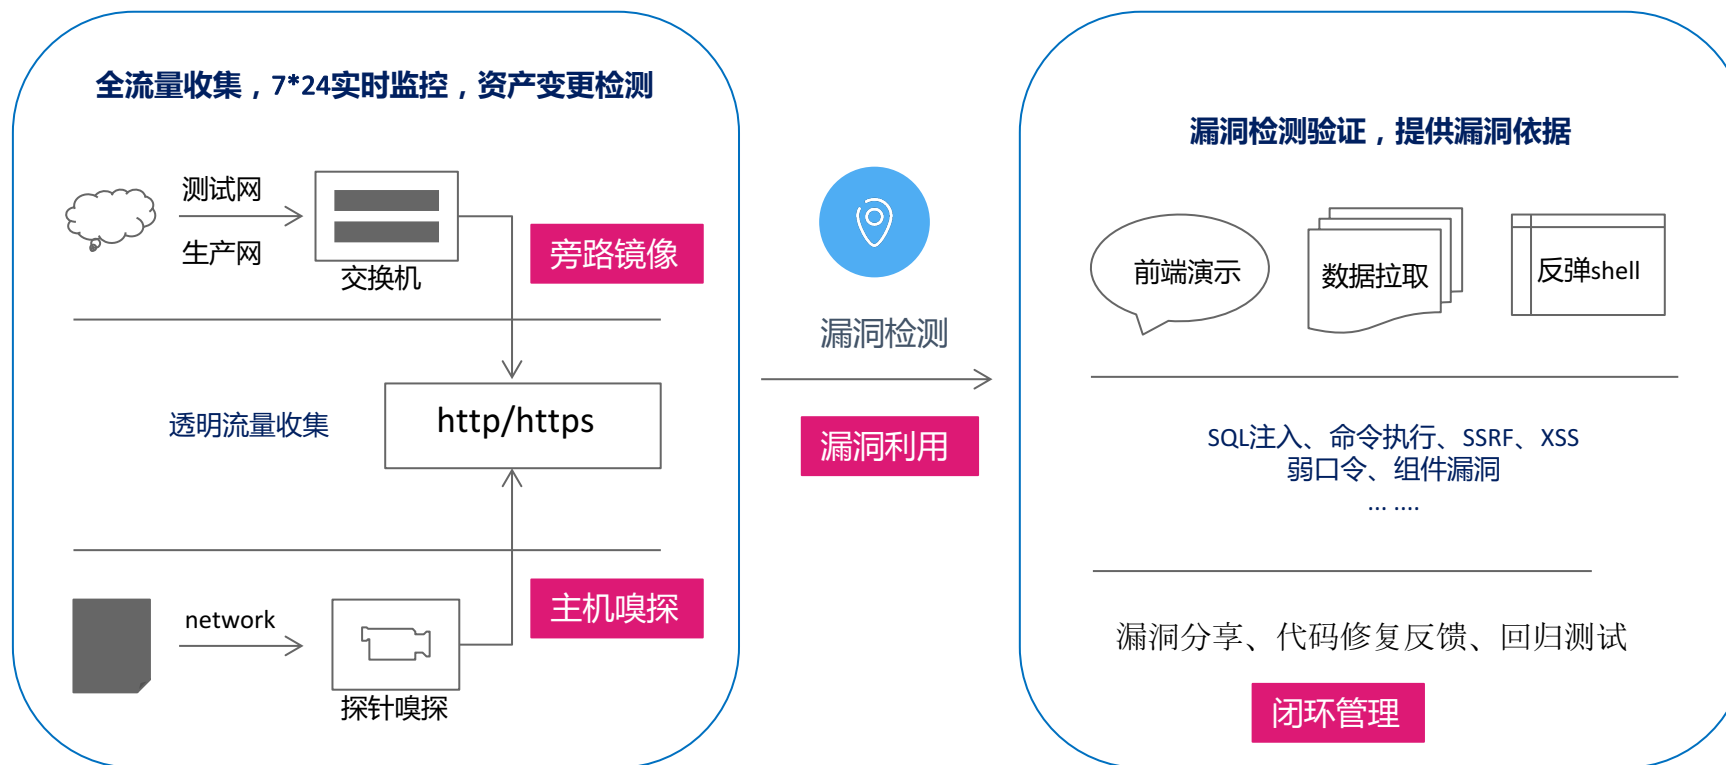 全流量收集，7*24实时监控，资产变更检测
测试网
生产网
交换机
旁路镜像
透明流量收集
http/https
network
探针嗅探
主机嗅探
漏洞检测
漏洞利用
漏洞检测验证，提供漏洞依据
前端演示
数据拉取
反弹shell
SQL注入、命令执行、SSRF、XSS
弱口令、组件漏洞
... ....
漏洞分享、代码修复反馈、回归测试
闭环管理